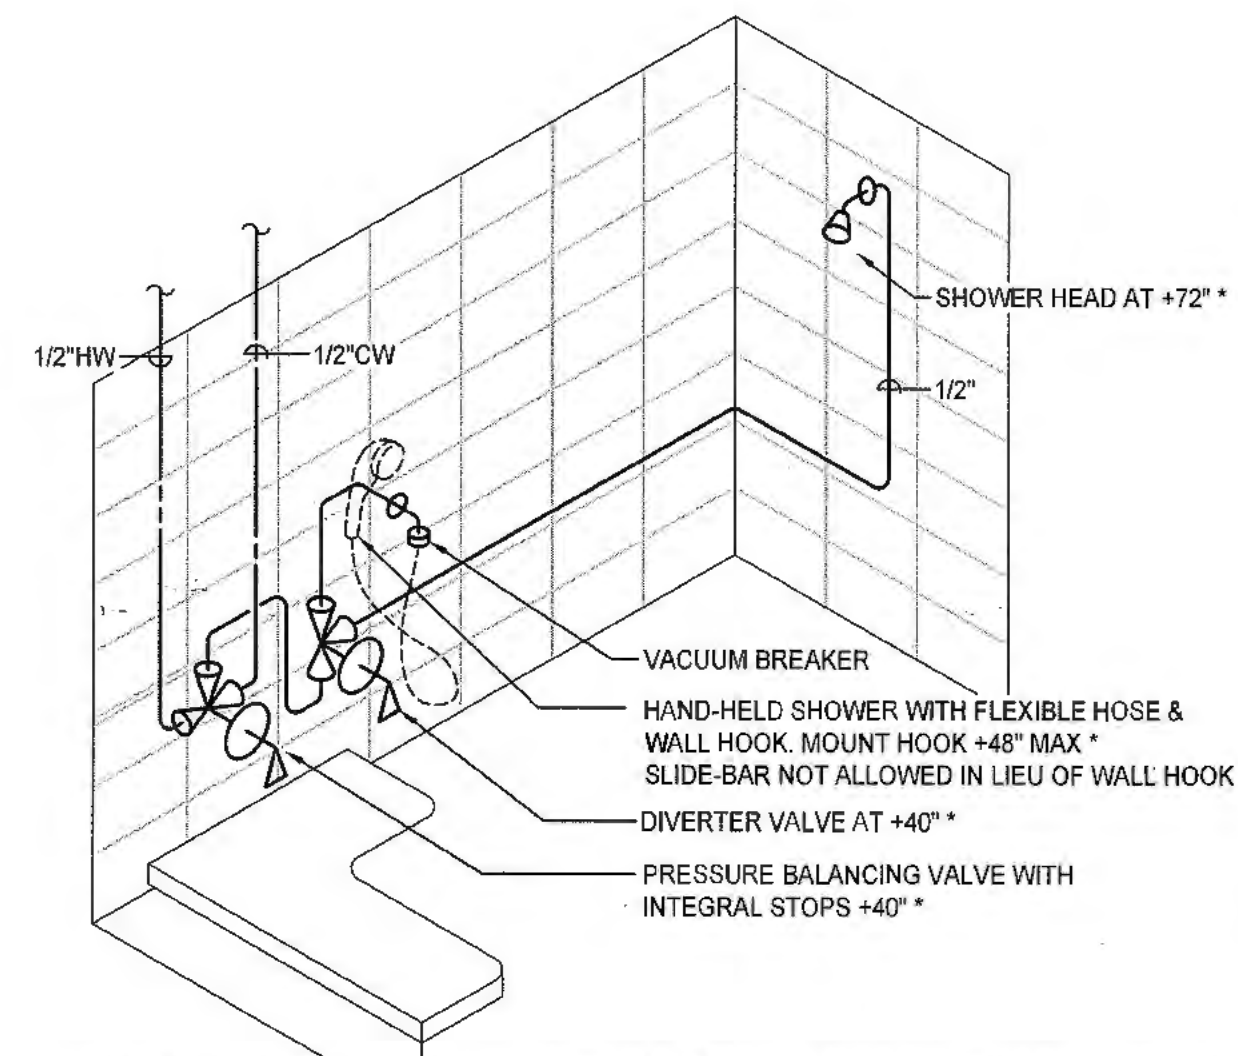 SHOWER HEAD AT +72" *
1/2"HW
1/2"CW
1/2"
VACUUM BREAKER
HAND-HELD SHOWER WITH FLEXIBLE HOSE &
WALL HOOK. MOUNT HOOK +48" MAX *
SLIDE-BAR NOT ALLOWED IN LIEU OF WALL HOOK
DIVERTER VALVE AT +40" *
PRESSURE BALANCING VALVE WITH
INTEGRAL STOPS +40" *